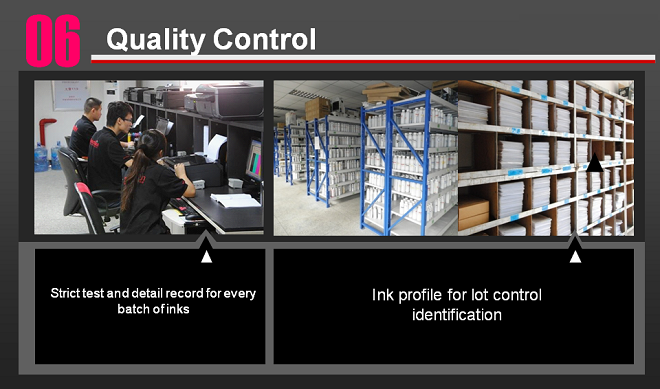 06
Quality Control
Strict test and detail record for every
batch of inks
Ink profile for lot control
identification